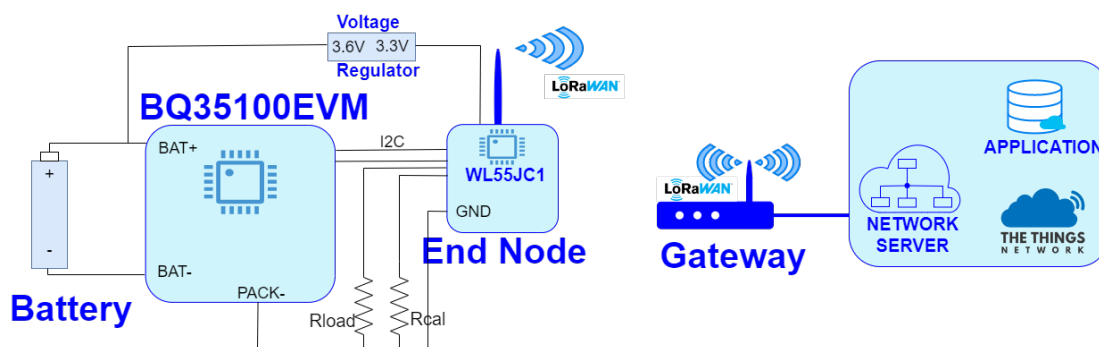 Voltage
3.6V 3.3V
Regulator
LoRaWAN
BQ35100EVM
BAT+
I2C
WL55JC1
GND
End Node
+
-
BAT-
PACK-
Battery
Rload
Rcal
LoRaWAN
Gateway
APPLICATION
NETWORK
SERVER
THE THINGS
NETWORK